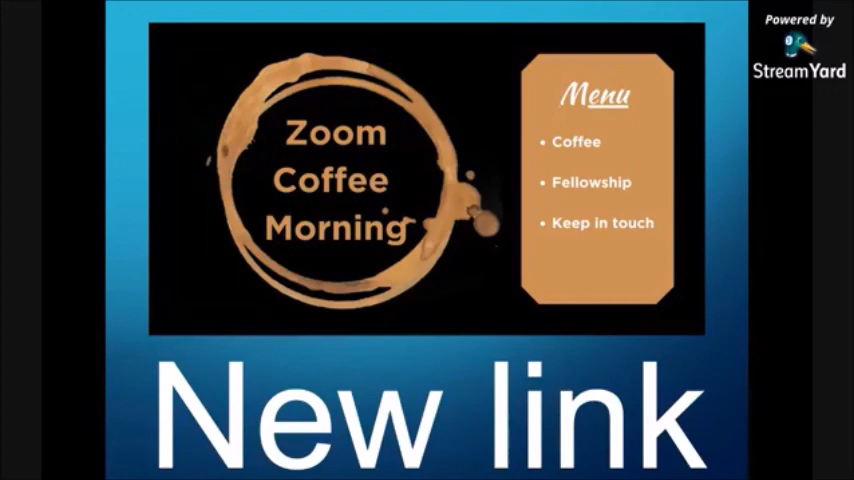 Powered by
StreamYard
Zoom
Coffee
Morning
Menu
• Coffee
• Fellowship
• Keep in touch
New link